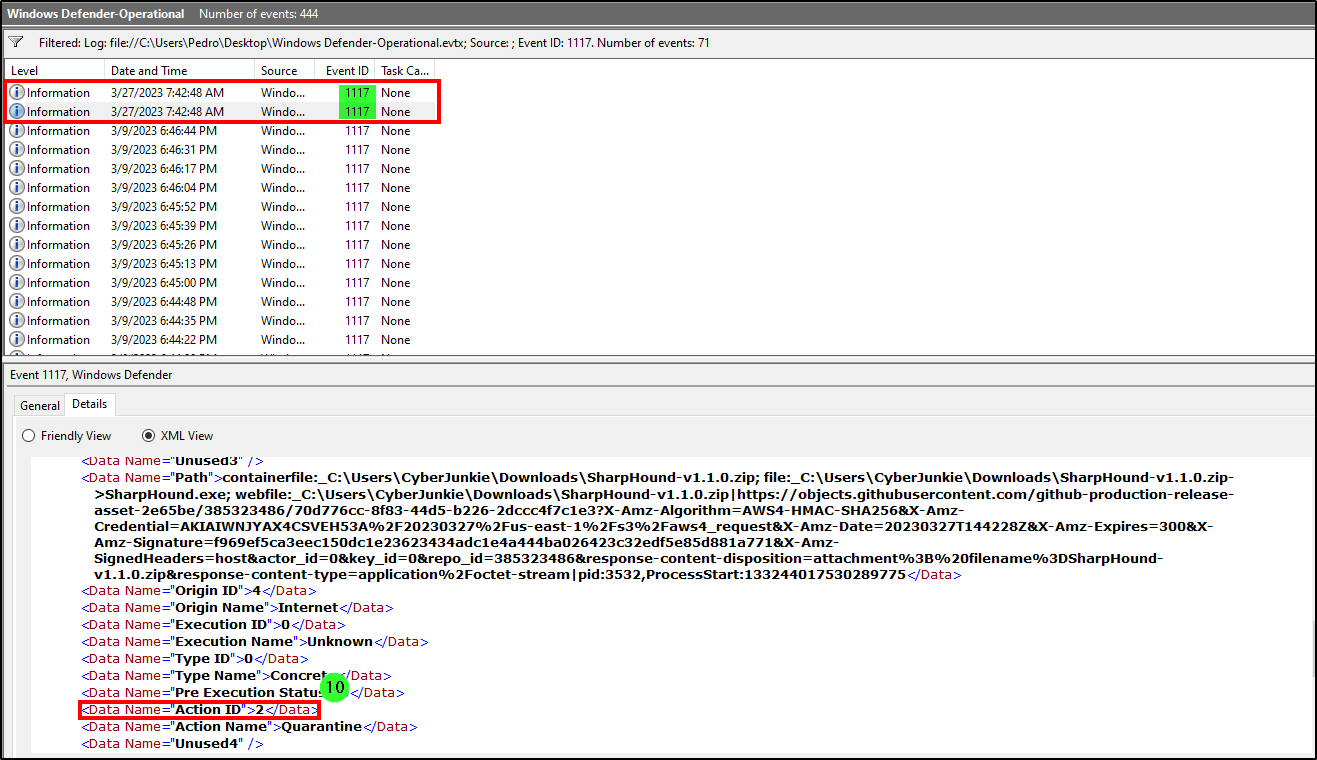 Windows Defender-Operational Number of events: 444
Filtered: Log: file://C:\Users\Pedro\Desktop\Windows Defender-Operational.evtx; Source: ; Event ID: 1117. Number of events: 71
Level Date and Time Source Event ID Task Ca...
Information 3/27/2023 7:42:48 AM Windo... 1117 None
Information 3/27/2023 7:42:48 AM Windo... 1117 None
Information 3/9/2023 6:46:44 PM Windo... 1117 None
Information 3/9/2023 6:46:31 PM Windo... 1117 None
Information 3/9/2023 6:46:17 PM Windo... 1117 None
Information 3/9/2023 6:46:04 PM Windo... 1117 None
Information 3/9/2023 6:45:52 PM Windo... 1117 None
Information 3/9/2023 6:45:39 PM Windo... 1117 None
Information 3/9/2023 6:45:26 PM Windo... 1117 None
Information 3/9/2023 6:45:13 PM Windo... 1117 None
Information 3/9/2023 6:45:00 PM Windo... 1117 None
Information 3/9/2023 6:44:48 PM Windo... 1117 None
Information 3/9/2023 6:44:35 PM Windo... 1117 None
Information 3/9/2023 6:44:22 PM Windo... 1117 None
Event 1117, Windows Defender
General Details
Friendly View XML View
<Data Name="Unused3" />
<Data Name="Path">containerfile:_C:\Users\CyberJunkie\Downloads\SharpHound-v1.1.0.zip; file:_C:\Users\CyberJunkie\Downloads\SharpHound-v1.1.0.zip-
>SharpHound.exe; webfile:_C:\Users\CyberJunkie\Downloads\SharpHound-v1.1.0.zip|https://objects.githubusercontent.com/github-production-release-
asset-2e65be/385323486/70d776cc-8f83-44d5-b226-2dccc4f7c1e3?X-Amz-Algorithm=AWS4-HMAC-SHA256&X-Amz-
Credential=AKIAIWNJYAX4CSVEH53A%2F20230327%2Fus-east-1%2Fs3%2Faws4_request&X-Amz-Date=20230327T144228Z&X-Amz-Expires=300&X-
Amz-Signature=f969ef5ca3eec150dc1e23623434adc1e4a444ba026423c32edf5e85d881a771&X-Amz-
SignedHeaders=host&actor_id=0&key_id=0&repo_id=385323486&response-content-disposition=attachment%3B%20filename%3DSharpHound-
v1.1.0.zip&response-content-type=application%2Foctet-stream|pid:3532,ProcessStart:133244017530289775</Data>
<Data Name="Origin ID">4</Data>
<Data Name="Origin Name">Internet</Data>
<Data Name="Execution ID">0</Data>
<Data Name="Execution Name">Unknown</Data>
<Data Name="Type ID">0</Data>
<Data Name="Type Name">Concrete</Data>
<Data Name="Pre Execution Status </Data>
10
<Data Name="Action ID">2</Data>
<Data Name="Action Name">Quarantine</Data>
<Data Name="Unused4" />